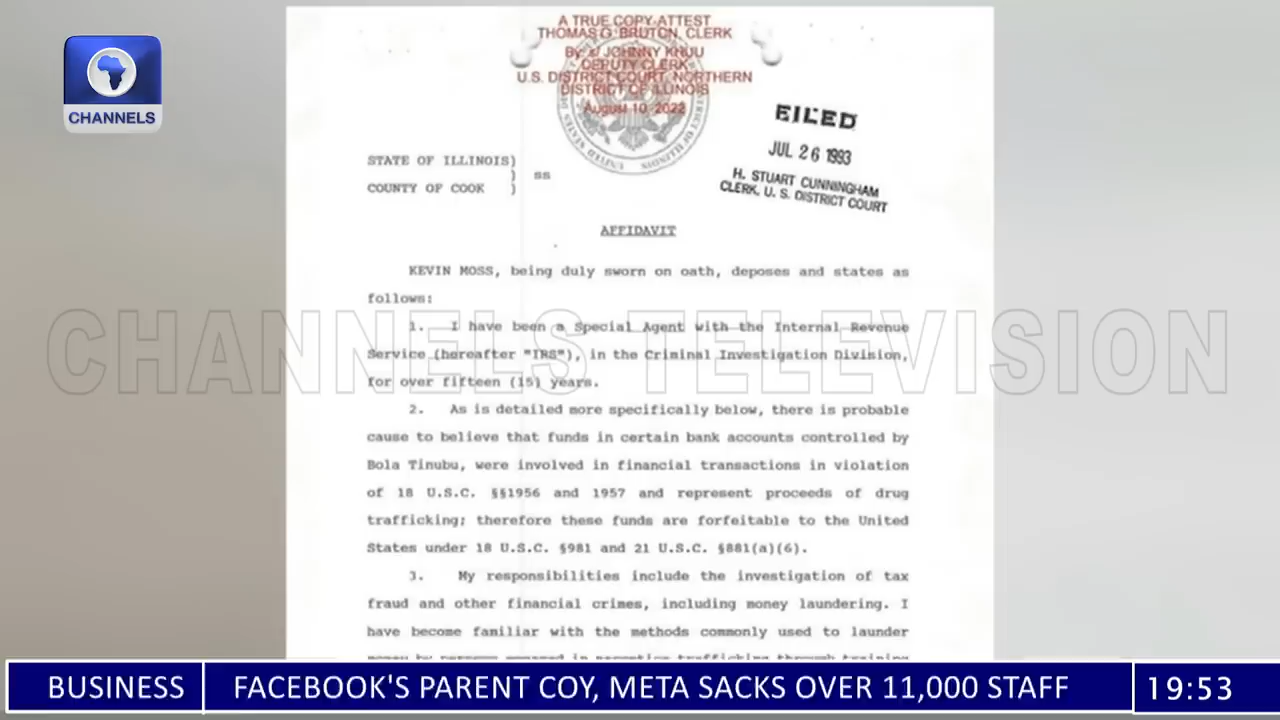 A TRUE COPY-ATTEST
THOMAS G. BRUTON, CLERK
By: s/ JOHNNY KHUU
DEPUTY CLERK
U.S. DISTRICT COURT, NORTHERN
DISTRICT OF ILLINOIS
August 10, 2022
CHANNELS
FILED
JUL 26 1993
H. STUART CUNNINGHAM
CLERK, U. S. DISTRICT COURT
STATE OF ILLINOIS)
) ss
COUNTY OF COOK )
AFFIDAVIT
KEVIN MOSS, being duly sworn on oath, deposes and states as
follows:
1. I have been a Special Agent with the Internal Revenue
Service (hereafter "IRS"), in the Criminal Investigation Division,
for over fifteen (15) years.
CHANNELS TELEVISION
2. As is detailed more specifically below, there is probable
cause to believe that funds in certain bank accounts controlled by
Bola Tinubu, were involved in financial transactions in violation
of 18 U.S.C. §§1956 and 1957 and represent proceeds of drug
trafficking; therefore these funds are forfeitable to the United
States under 18 U.S.C. §981 and 21 U.S.C. §881(a)(6).
3. My responsibilities include the investigation of tax
fraud and other financial crimes, including money laundering. I
have become familiar with the methods commonly used to launder
BUSINESS
FACEBOOK'S PARENT COY, META SACKS OVER 11,000 STAFF
19:53